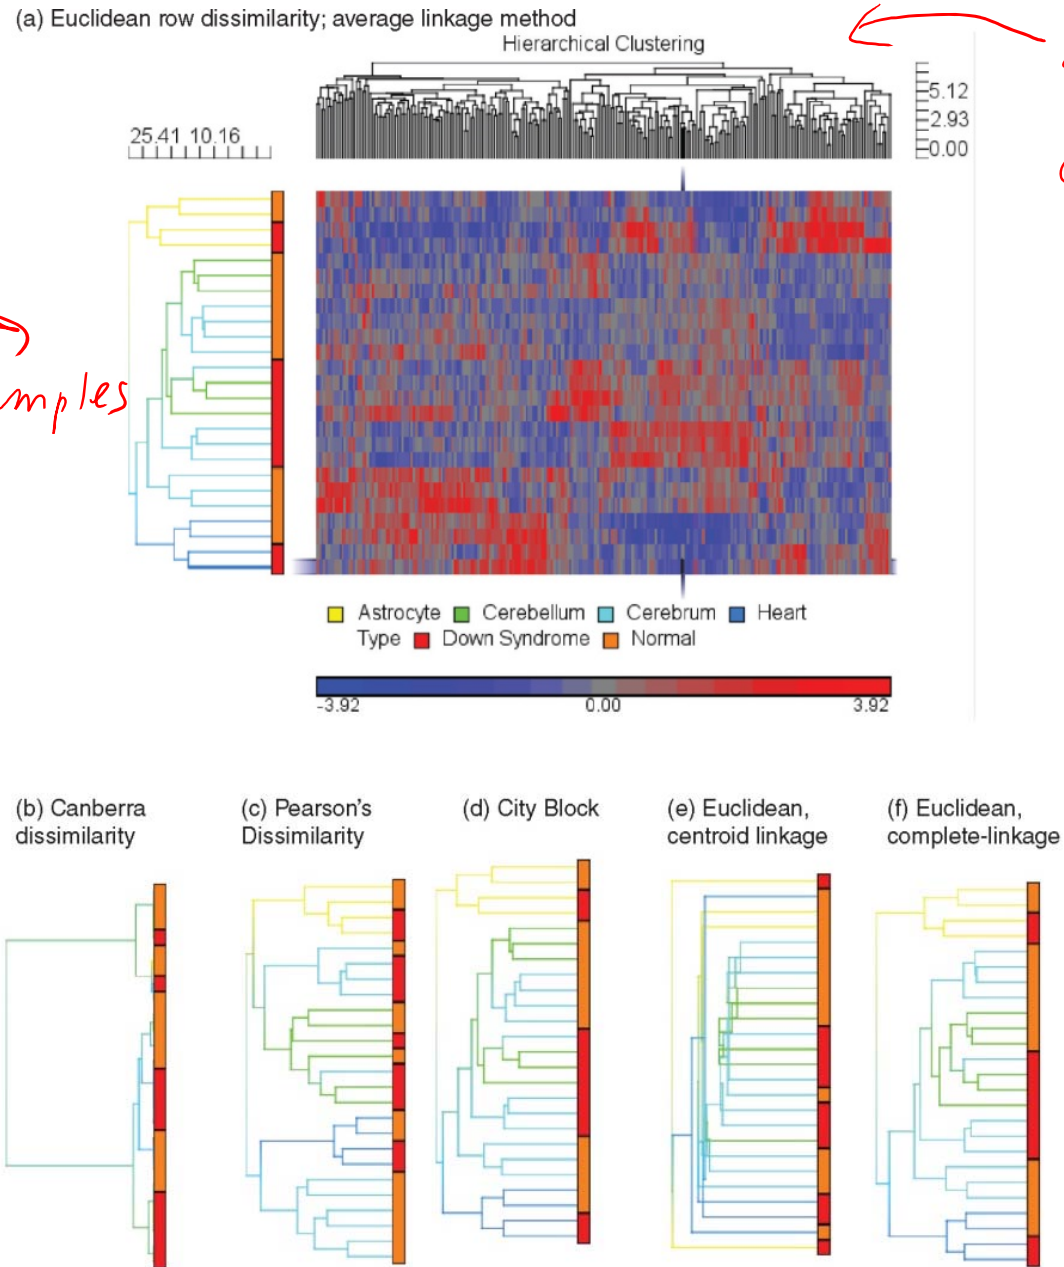 (a) Euclidean row dissimilarity; average linkage method
Hierarchical Clustering
5.12
2.93
0.00
25.41 10.16
mples
Astrocyte Cerebellum Cerebrum Heart
Type Down Syndrome Normal
-3.92 0.00 3.92
(b) Canberra
dissimilarity
(c) Pearson's
Dissimilarity
(d) City Block
(e) Euclidean,
centroid linkage
(f) Euclidean,
complete-linkage